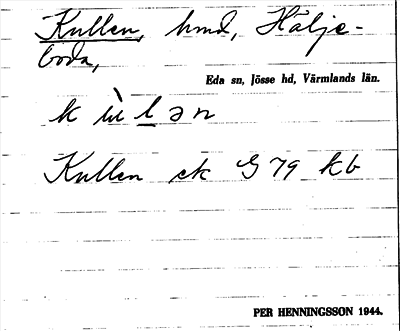 Kullen, hmd, Hälje-
boda,
Eda sn, Jösse hd, Värmlands län.
k ù l ə n
Kullen ek G 79 kb
PER HENNINGSSON 1944.